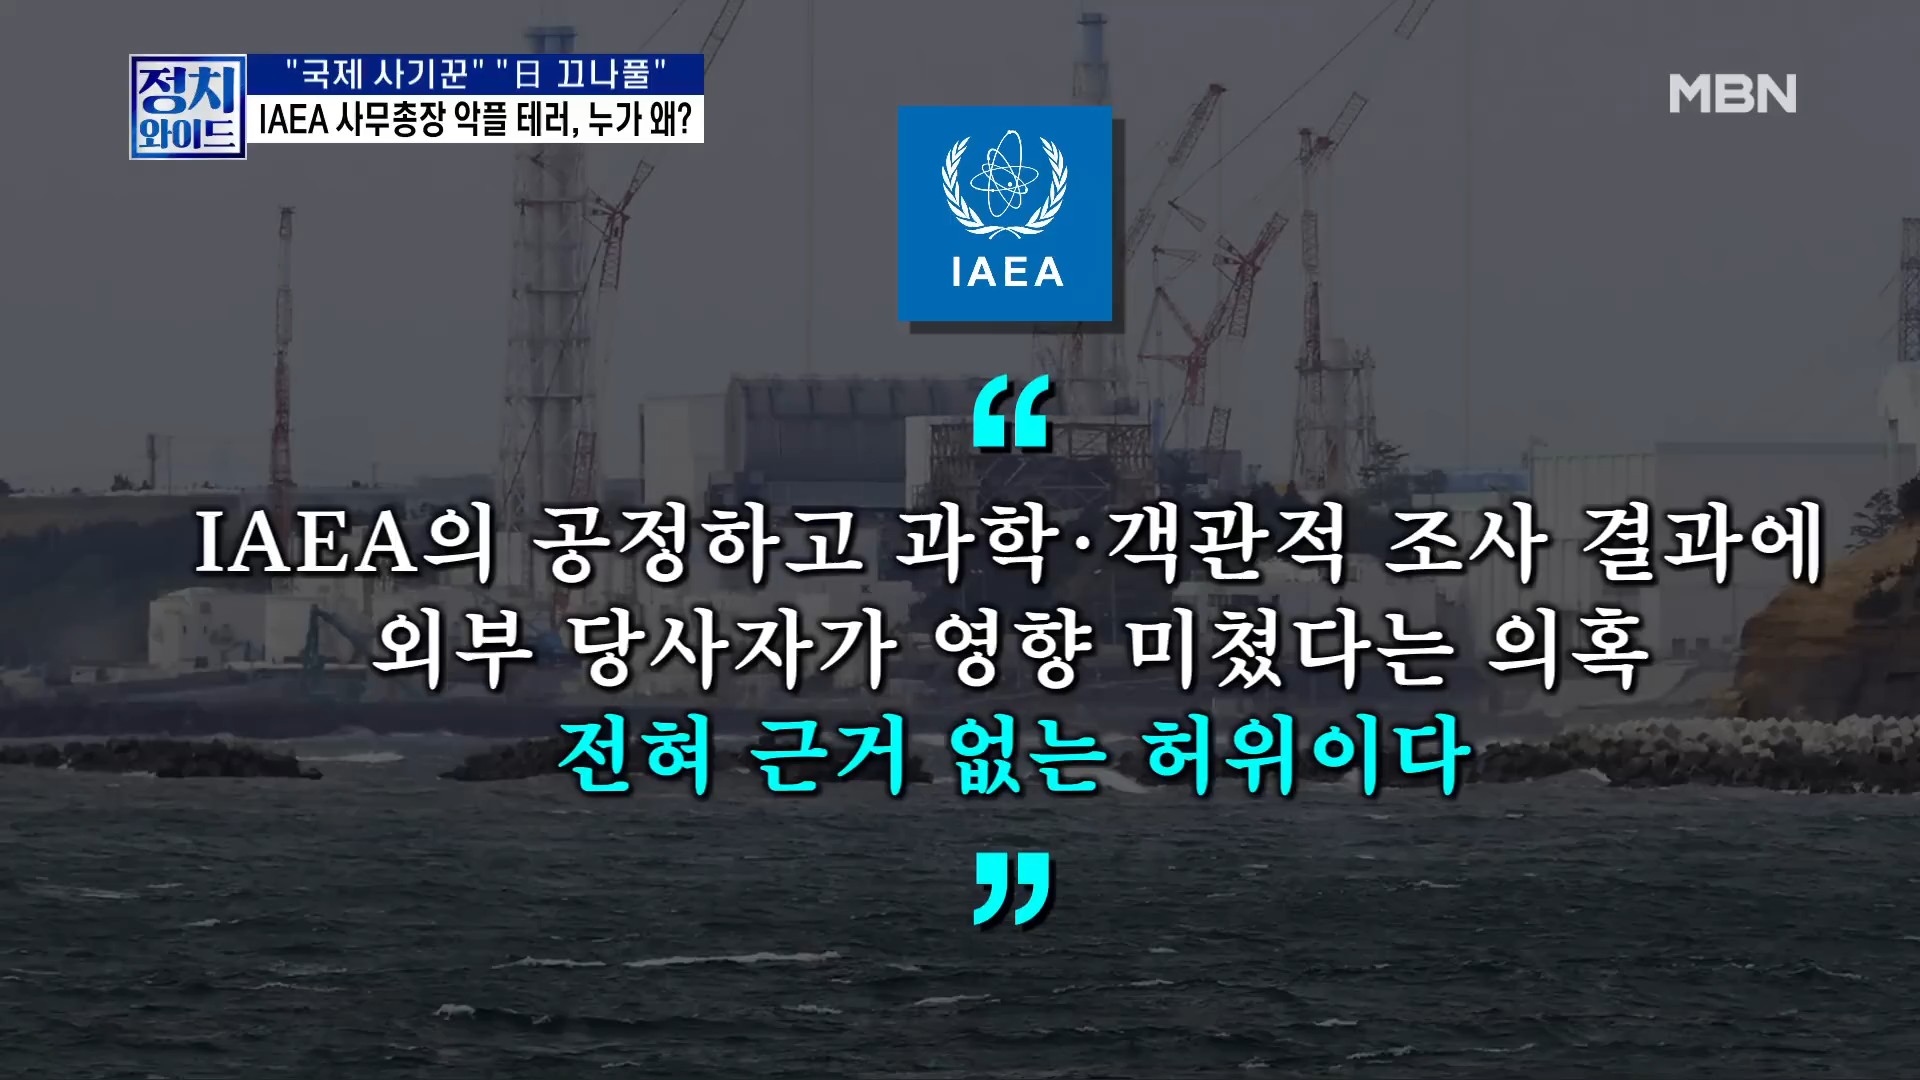 정치
와이드
"국제 사기꾼" "日 끄나풀"
IAEA 사무총장 악플 테러, 누가 왜?
MBN
IAEA
“
IAEA의 공정하고 과학·객관적 조사 결과에
외부 당사자가 영향 미쳤다는 의혹
전혀 근거 없는 허위이다
”